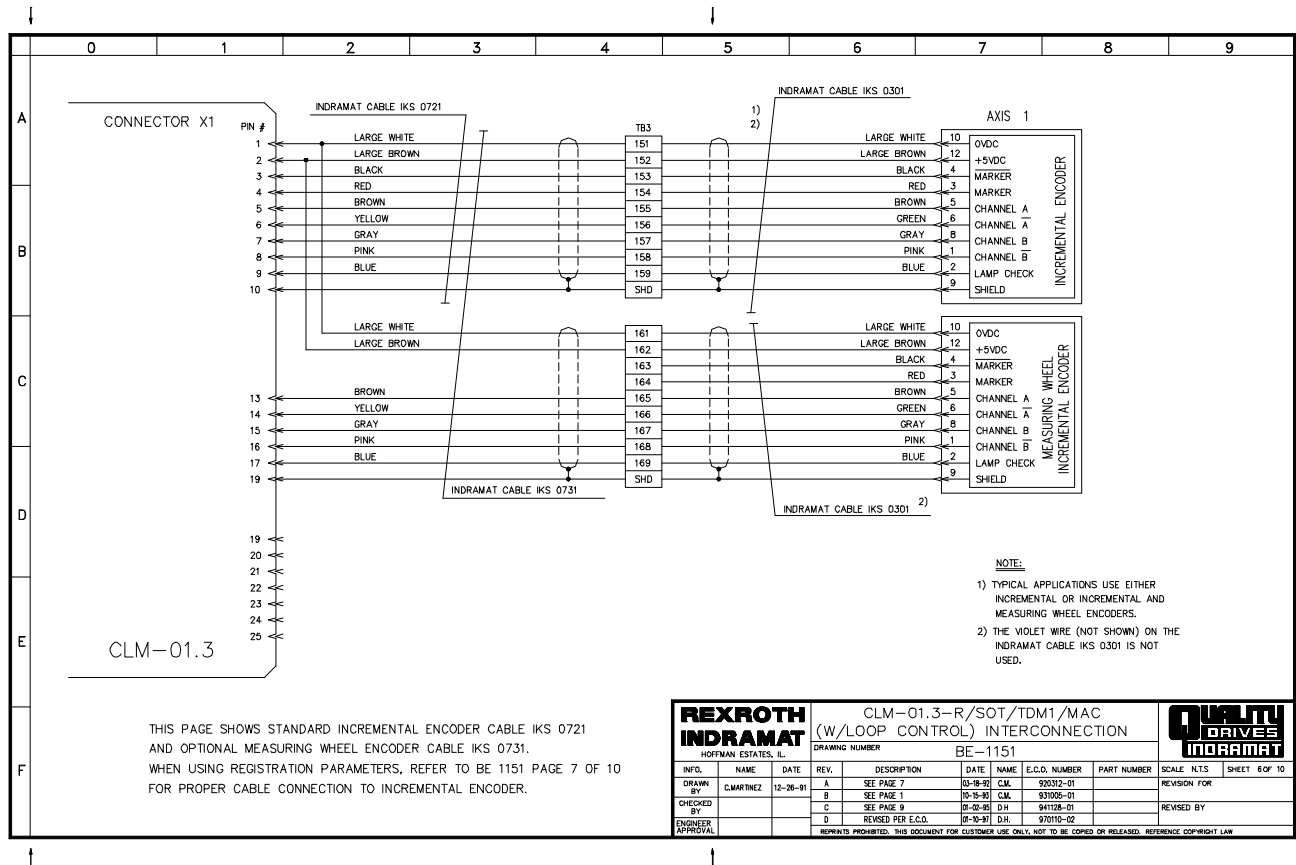 0 1 2 3 4 5 6 7 8 9
A
B
C
D
E
F
CONNECTOR X1
PIN #
1
2
3
4
5
6
7
8
9
10
13
14
15
16
17
19
19
20
21
22
23
24
25
CLM-01.3
INDRAMAT CABLE IKS 0721
LARGE WHITE
LARGE BROWN
BLACK
RED
BROWN
YELLOW
GRAY
PINK
BLUE
LARGE WHITE
LARGE BROWN
BROWN
YELLOW
GRAY
PINK
BLUE
INDRAMAT CABLE IKS 0731
TB3
151
152
153
154
155
156
157
158
159
SHD
161
162
163
164
165
166
167
168
169
SHD
INDRAMAT CABLE IKS 0301
1)
2)
LARGE WHITE
LARGE BROWN
BLACK
RED
BROWN
GREEN
GRAY
PINK
BLUE
LARGE WHITE
LARGE BROWN
BLACK
RED
BROWN
GREEN
GRAY
PINK
BLUE
INDRAMAT CABLE IKS 0301 2)
AXIS 1
10 0VDC
12 +5VDC
4 MARKER
3 MARKER
5 CHANNEL A
6 CHANNEL A
8 CHANNEL B
1 CHANNEL B
2 LAMP CHECK
9 SHIELD
INCREMENTAL ENCODER
10 0VDC
12 +5VDC
4 MARKER
3 MARKER
5 CHANNEL A
6 CHANNEL A
8 CHANNEL B
1 CHANNEL B
2 LAMP CHECK
9 SHIELD
MEASURING WHEEL
INCREMENTAL ENCODER
NOTE:
1) TYPICAL APPLICATIONS USE EITHER
INCREMENTAL OR INCREMENTAL AND
MEASURING WHEEL ENCODERS.
2) THE VIOLET WIRE (NOT SHOWN) ON THE
INDRAMAT CABLE IKS 0301 IS NOT
USED.
THIS PAGE SHOWS STANDARD INCREMENTAL ENCODER CABLE IKS 0721
AND OPTIONAL MEASURING WHEEL ENCODER CABLE IKS 0731.
WHEN USING REGISTRATION PARAMETERS, REFER TO BE 1151 PAGE 7 OF 10
FOR PROPER CABLE CONNECTION TO INCREMENTAL ENCODER.
REXROTH
INDRAMAT
HOFFMAN ESTATES, IL.
CLM-01.3-R/SOT/TDM1/MAC
(W/LOOP CONTROL) INTERCONNECTION
DRAWING NUMBER
BE-1151
QUALITY
DRIVES
INDRAMAT
INFO. NAME DATE REV. DESCRIPTION DATE NAME E.C.O. NUMBER PART NUMBER SCALE N.T.S SHEET 6 OF 10
DRAWN BY C.MARTINEZ 12-26-91 A SEE PAGE 7 03-18-92 C.M. 920312-01 REVISION FOR
B SEE PAGE 1 10-15-93 C.M. 931005-01
CHECKED BY C SEE PAGE 9 01-02-95 D H 941128-01 REVISED BY
ENGINEER APPROVAL D REVISED PER E.C.O. 01-10-97 D.H. 970110-02
REPRINTS PROHIBITED. THIS DOCUMENT FOR CUSTOMER USE ONLY, NOT TO BE COPIED OR RELEASED. REFERENCE COPYRIGHT LAW